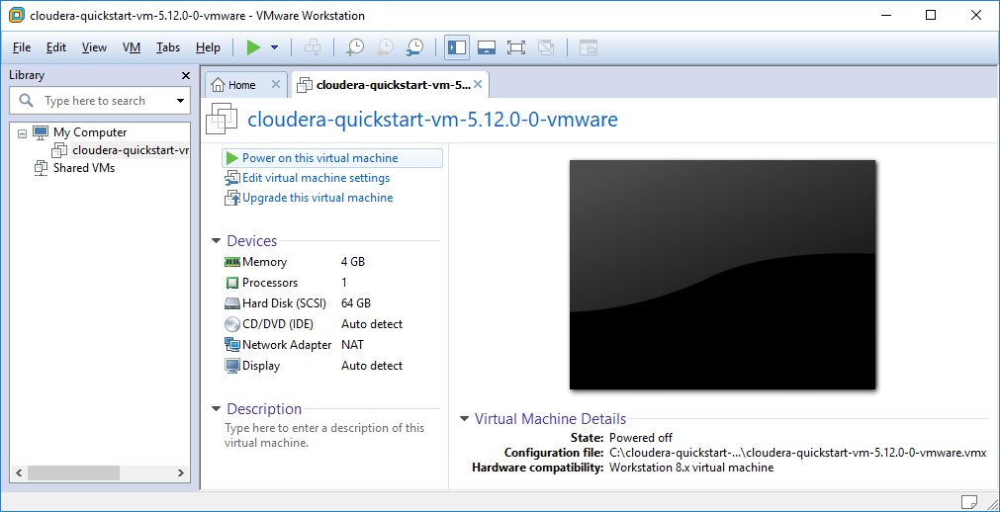 cloudera-quickstart-vm-5.12.0-0-vmware - VMware Workstation
File Edit View VM Tabs Help
Library
Type here to search
My Computer
cloudera-quickstart-vr
Shared VMs
Home
cloudera-quickstart-vm-5...
cloudera-quickstart-vm-5.12.0-0-vmware
Power on this virtual machine
Edit virtual machine settings
Upgrade this virtual machine
Devices
Memory 4 GB
Processors 1
Hard Disk (SCSI) 64 GB
CD/DVD (IDE) Auto detect
Network Adapter NAT
Display Auto detect
Description
Type here to enter a description of this
virtual machine.
Virtual Machine Details
State: Powered off
Configuration file: C:\cloudera-quickstart-...\cloudera-quickstart-vm-5.12.0-0-vmware.vmx
Hardware compatibility: Workstation 8.x virtual machine